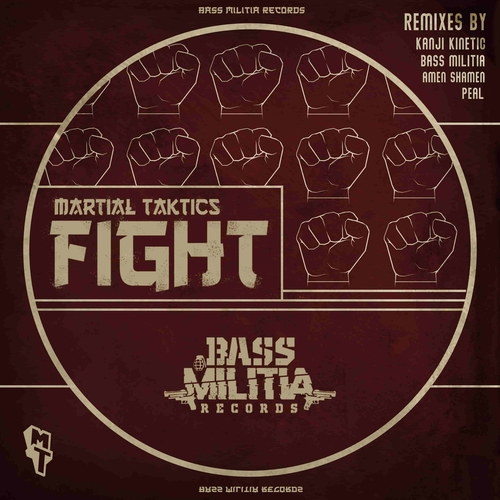 BASS MILITIA RECORDS
REMIXES BY
KANJI KINETIC
BASS MILITIA
AMEN SHAMEN
PEAL
MARTIAL TAKTICS
FIGHT
BASS
MILITIA
RECORDS
MT
BASS MILITIA RECORDS